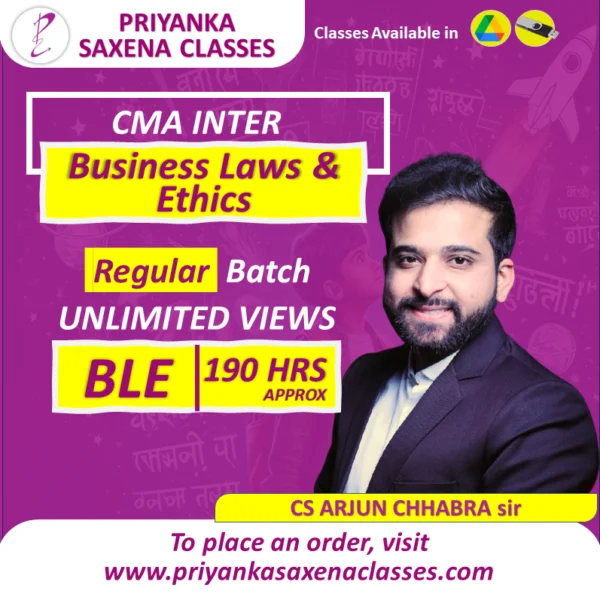 PRIYANKA
SAXENA CLASSES
Classes Available in
CMA INTER
Business Laws &
Ethics
Regular Batch
UNLIMITED VIEWS
BLE 190 HRS
APPROX
CS ARJUN CHHABRA sir
To place an order, visit
www.priyankasaxenaclasses.com